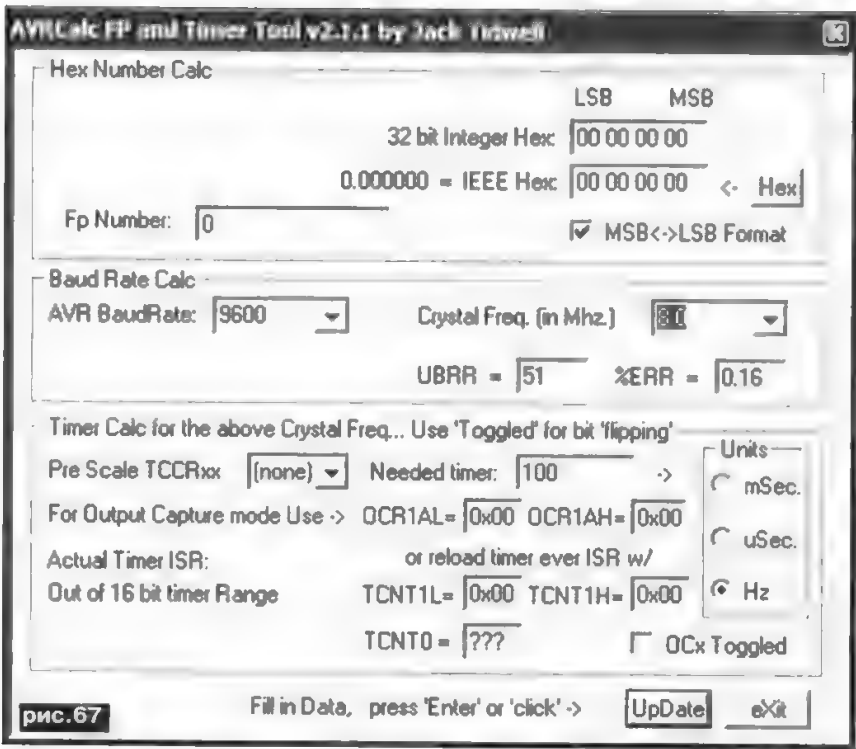 AVRCalc FP and Timer Tool v2.1.1 by Jack Tidwell
Hex Number Calc
LSB MSB
32 bit Integer Hex: 00 00 00 00
0.000000 = IEEE Hex: 00 00 00 00 <- Hex
Fp Number: 0
MSB<->LSB Format
Baud Rate Calc
AVR BaudRate: 9600 Crystal Freq. (in Mhz.) 8.0
UBRR = 51 %ERR = 0.16
Timer Calc for the above Crystal Freq... Use 'Toggled' for bit 'flipping'
Units
Pre Scale TCCRxx (none) Needed timer: 100 ->
mSec.
For Output Capture mode Use -> OCR1AL= 0x00 OCR1AH= 0x00
uSec.
Actual Timer ISR: or reload timer ever ISR w/
Out of 16 bit timer Range TCNT1L= 0x00 TCNT1H= 0x00
Hz
TCNT0 = ??? OCx Toggled
рис.67
Fill in Data, press 'Enter' or 'click' -> UpDate eXit